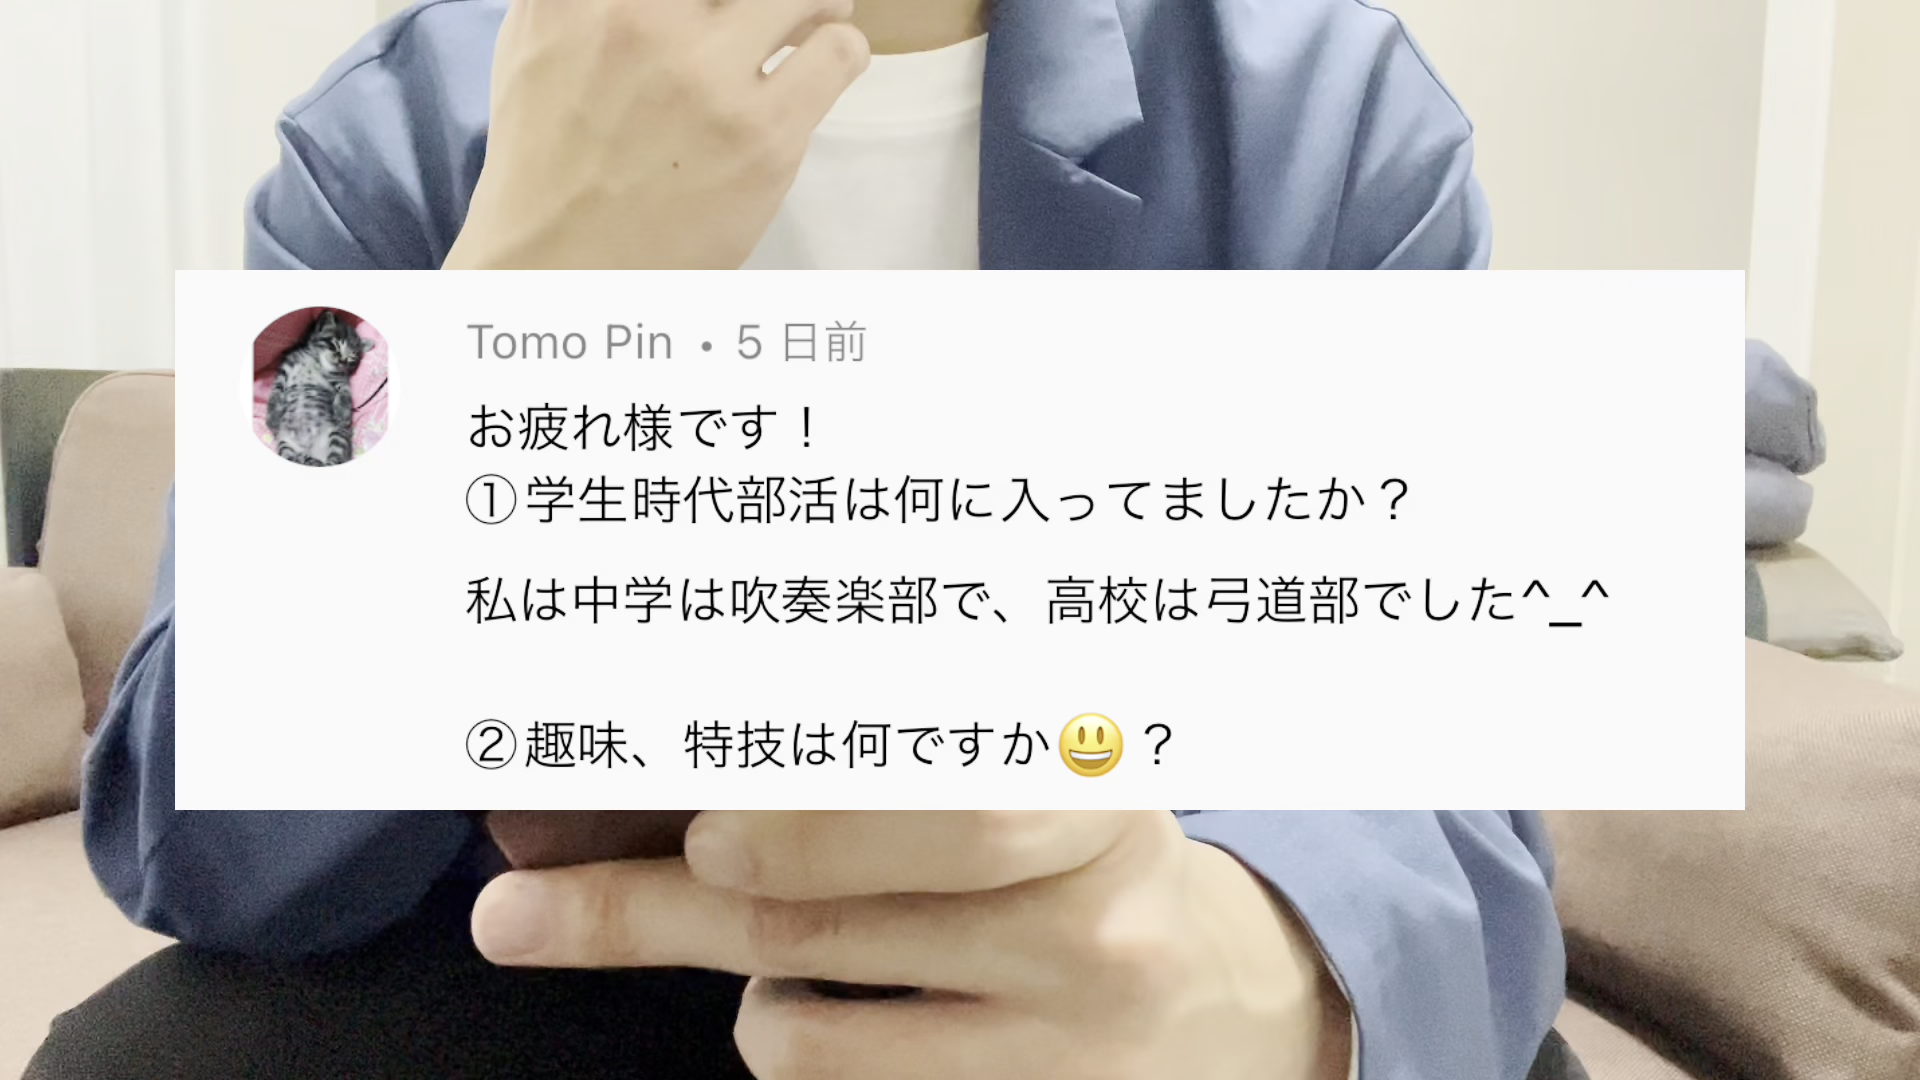 Tomo Pin • 5 日前
お疲れ様です！
①学生時代部活は何に入ってましたか？
私は中学は吹奏楽部で、高校は弓道部でした^_^
②趣味、特技は何ですか😃？